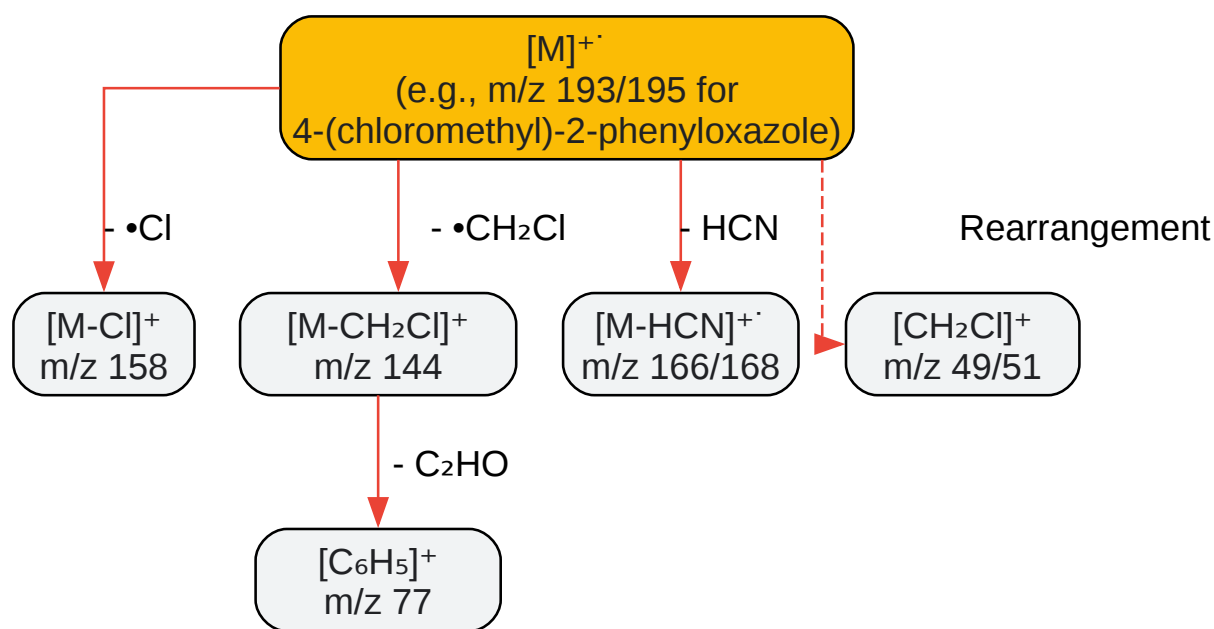 [M]⁺˙
(e.g., m/z 193/195 for
4-(chloromethyl)-2-phenyloxazole)
- •Cl
- •CH₂Cl
- HCN
Rearrangement
[M-Cl]⁺
m/z 158
[M-CH₂Cl]⁺
m/z 144
[M-HCN]⁺˙
m/z 166/168
[CH₂Cl]⁺
m/z 49/51
- C₂HO
[C₆H₅]⁺
m/z 77